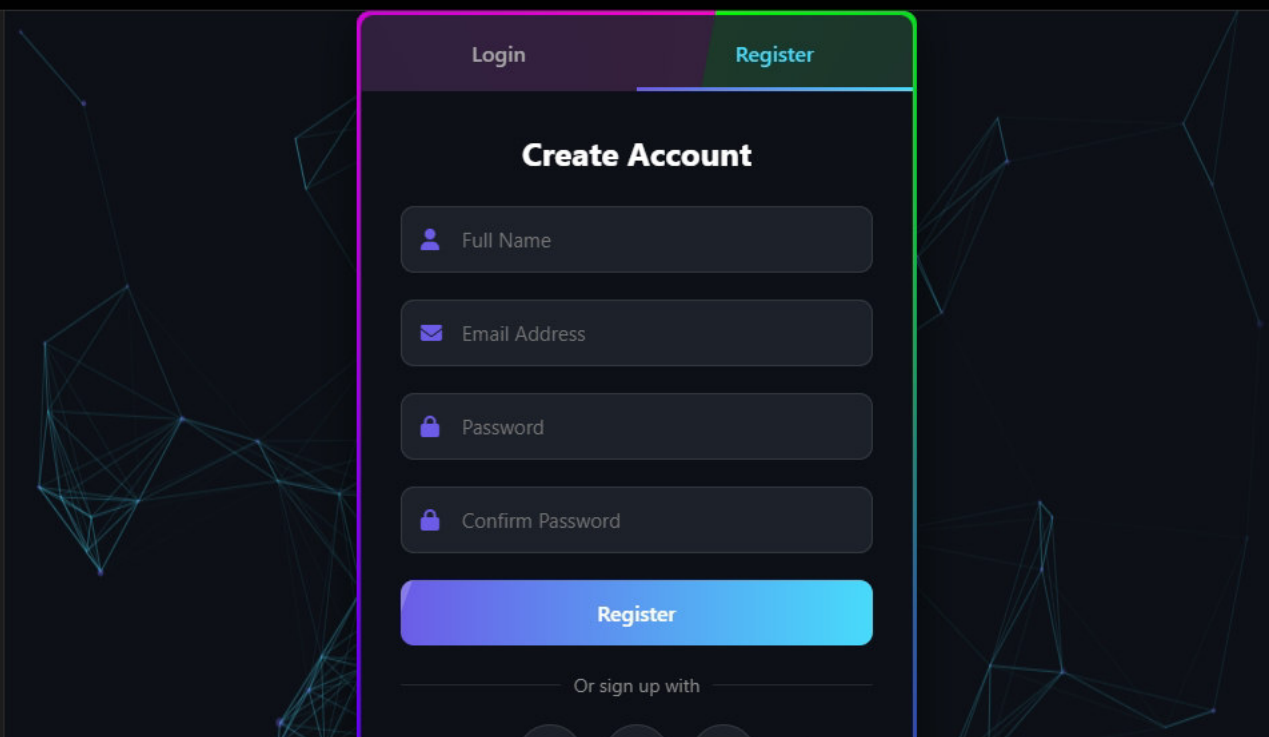 Login
Register
Create Account
Full Name
Email Address
Password
Confirm Password
Register
Or sign up with